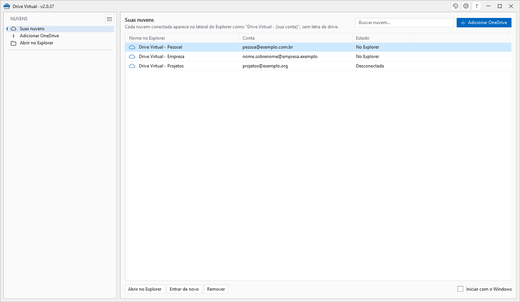 Drive Virtual - v2.0.37
NUVENS
Suas nuvens
Adicionar OneDrive
Abrir no Explorer
Suas nuvens
Cada nuvem conectada aparece na lateral do Explorer como "Drive Virtual - (sua conta)", sem letra de drive.
Buscar nuvem...
+ Adicionar OneDrive
Nome no Explorer Conta Estado
Drive Virtual - Pessoal pessoa@exemplo.com.br No Explorer
Drive Virtual - Empresa nome.sobrenome@empresa.exemplo No Explorer
Drive Virtual - Projetos projetos@exemplo.org Desconectada
Abrir no Explorer Entrar de novo Remover Iniciar com o Windows